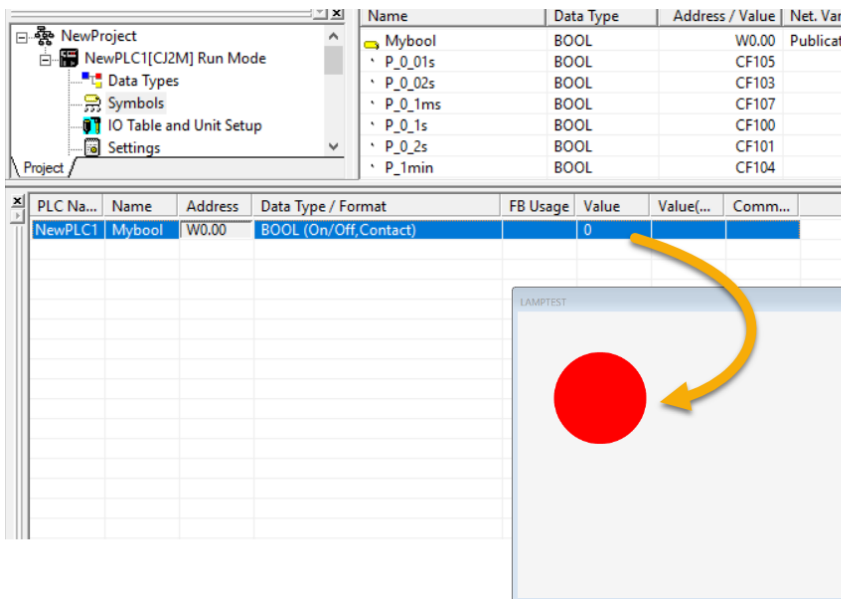 NewProject
NewPLC1[CJ2M] Run Mode
Data Types
Symbols
IO Table and Unit Setup
Settings
Project
Name Data Type Address / Value Net. Var
Mybool BOOL W0.00 Publicat
P_0_01s BOOL CF105
P_0_02s BOOL CF103
P_0_1ms BOOL CF107
P_0_1s BOOL CF100
P_0_2s BOOL CF101
P_1min BOOL CF104
PLC Na... Name Address Data Type / Format FB Usage Value Value(... Comm...
NewPLC1 Mybool W0.00 BOOL (On/Off,Contact) 0
LAMPTEST